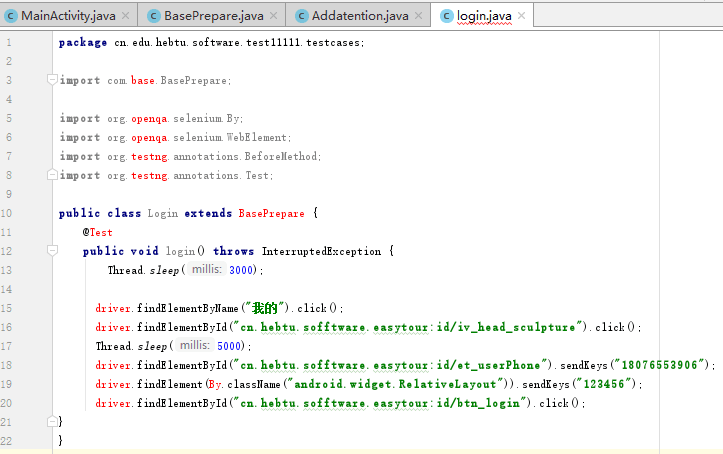 MainActivity.java × BasePrepare.java × Addatention.java × login.java ×
1 package cn.edu.hebtu.software.test11111.testcases;
2
3 import com.base.BasePrepare;
4
5 import org.openqa.selenium.By;
6 import org.openqa.selenium.WebElement;
7 import org.testng.annotations.BeforeMethod;
8 import org.testng.annotations.Test;
9
10 public class Login extends BasePrepare {
11 @Test
12 public void login() throws InterruptedException {
13 Thread.sleep( millis: 3000);
14
15 driver.findElementByName("我的").click();
16 driver.findElementById("cn.hebtu.sofftware.easytour:id/iv_head_sculpture").click();
17 Thread.sleep( millis: 5000);
18 driver.findElementById("cn.hebtu.sofftware.easytour:id/et_userPhone").sendKeys("18076553906");
19 driver.findElement(By.className("android.widget.RelativeLayout")).sendKeys("123456");
20 driver.findElementById("cn.hebtu.sofftware.easytour:id/btn_login").click();
21 }
22 }